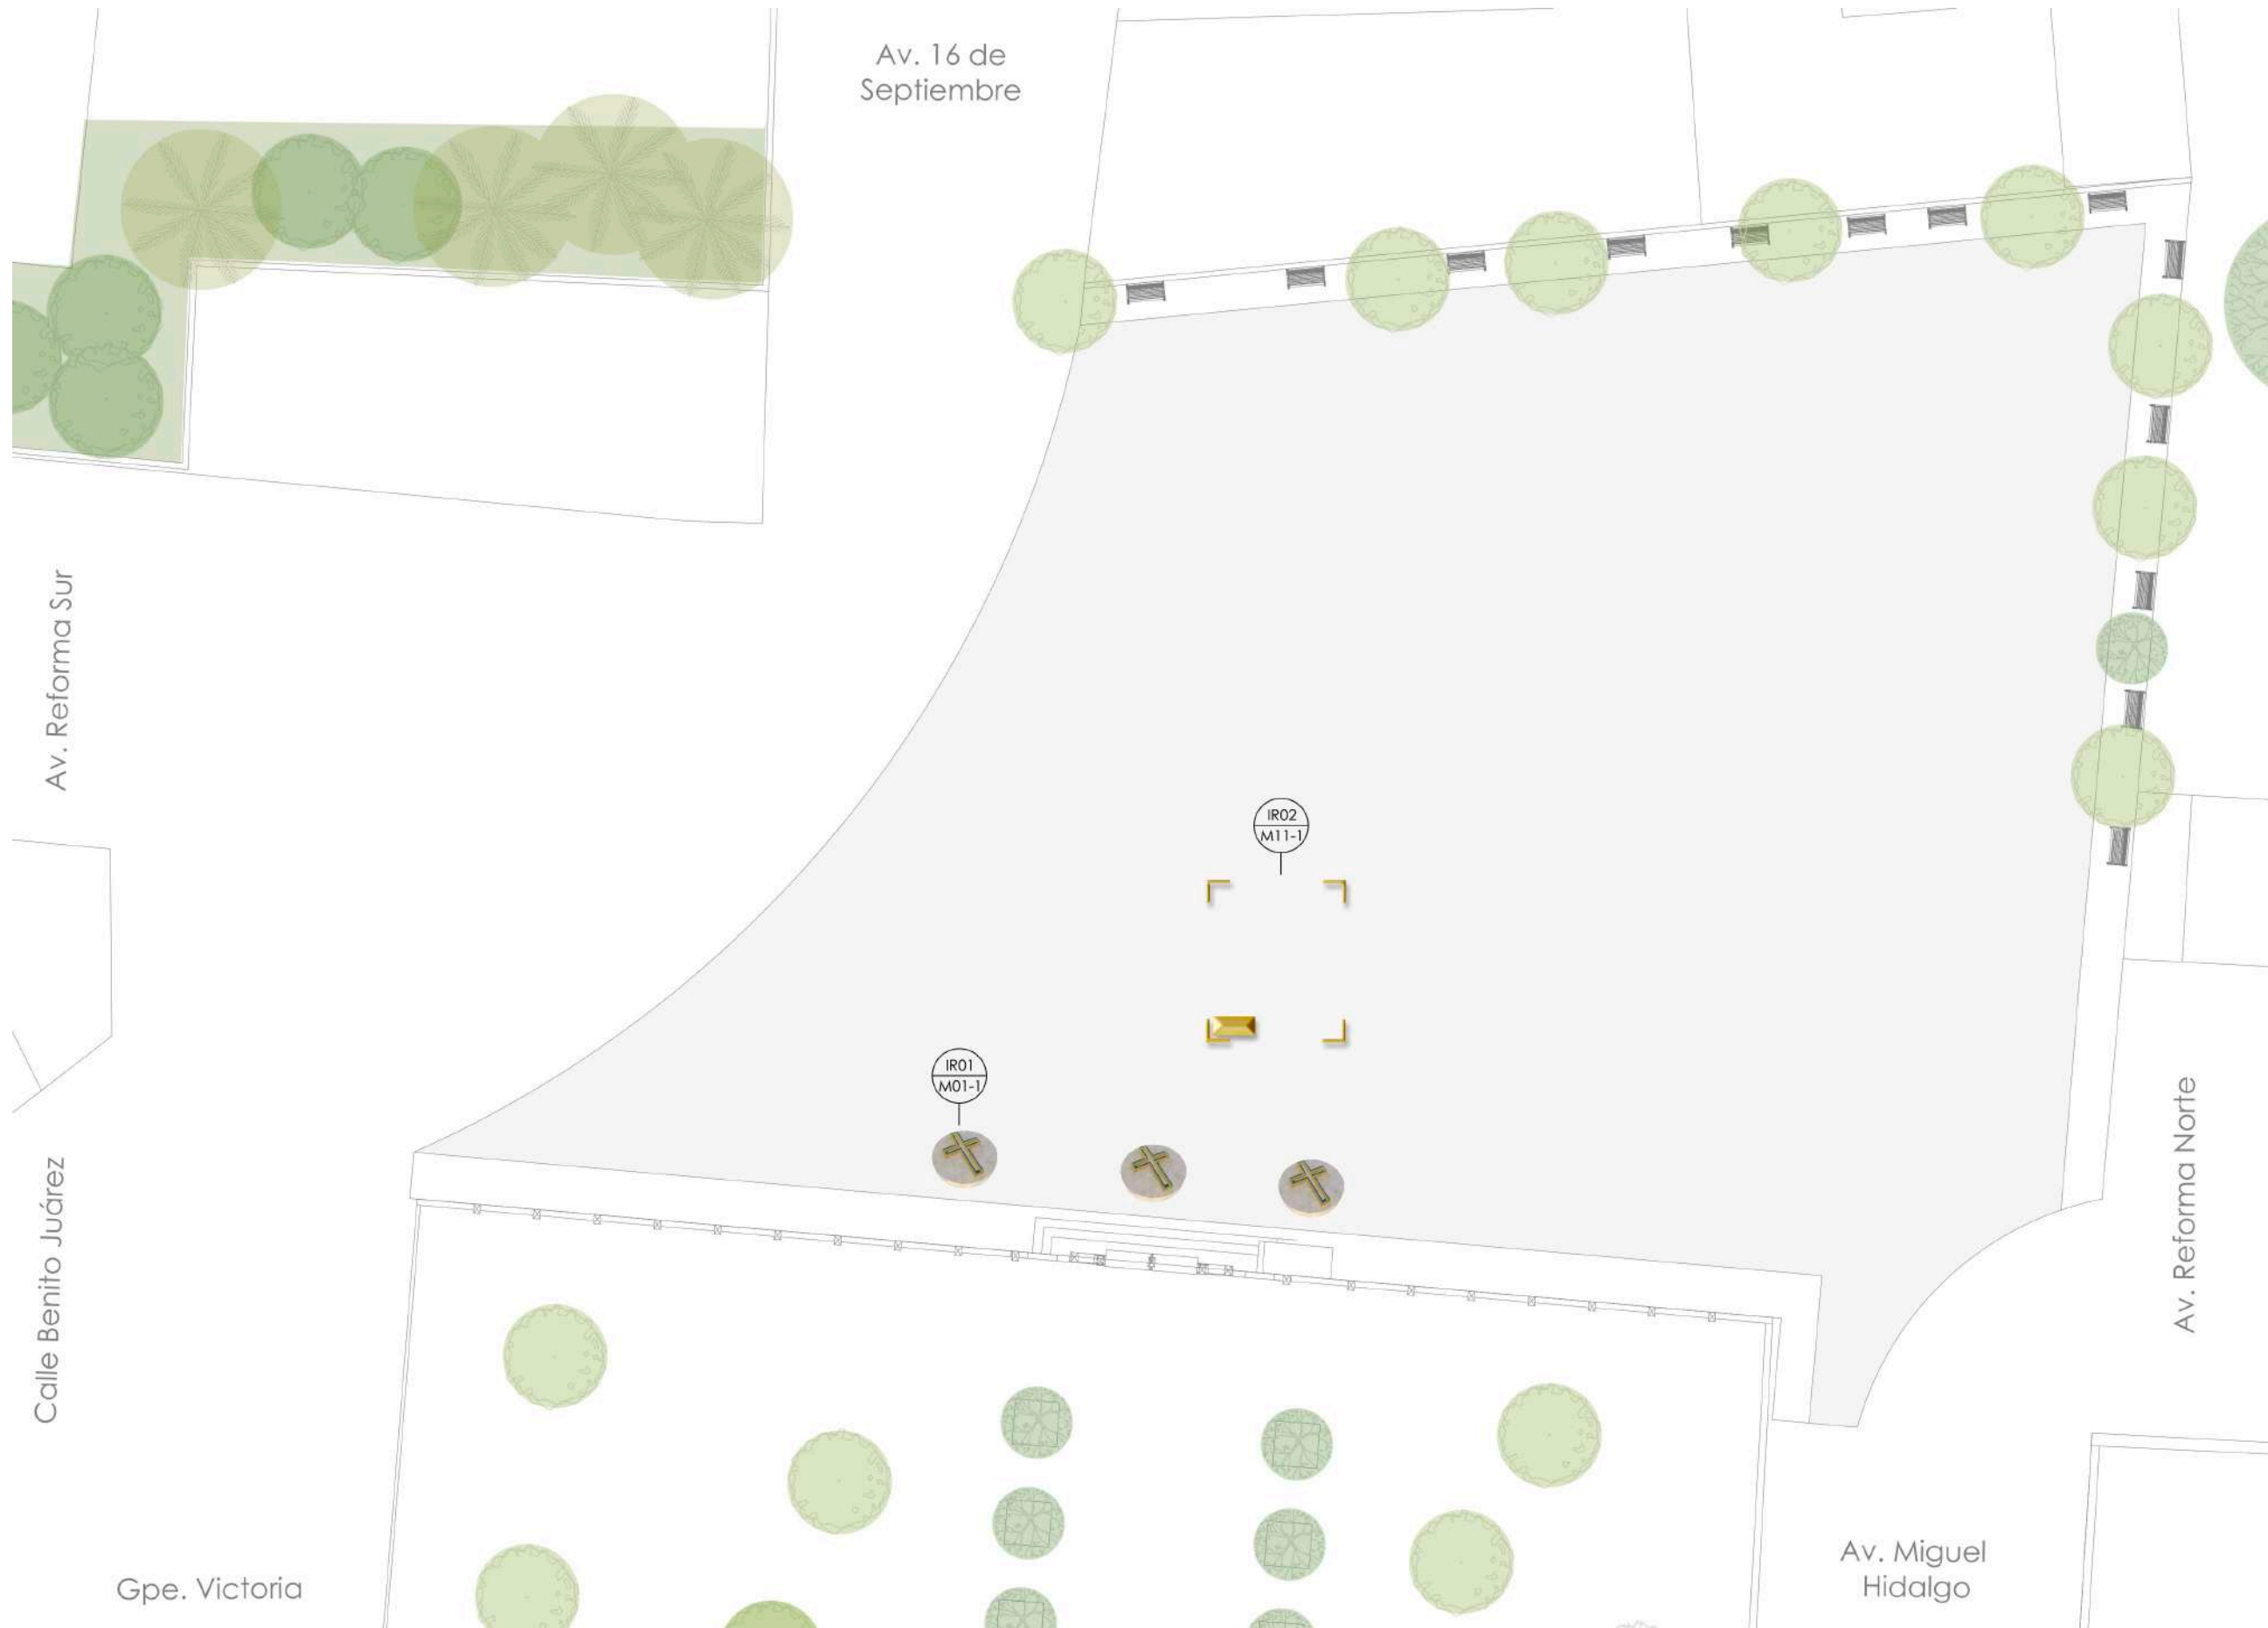 Av. 16 de
Septiembre
Av. Reforma Sur
IR02
M11-1
IR01
M01-1
Av. Reforma Norte
Calle Benito Juárez
Gpe. Victoria
Av. Miguel
Hidalgo